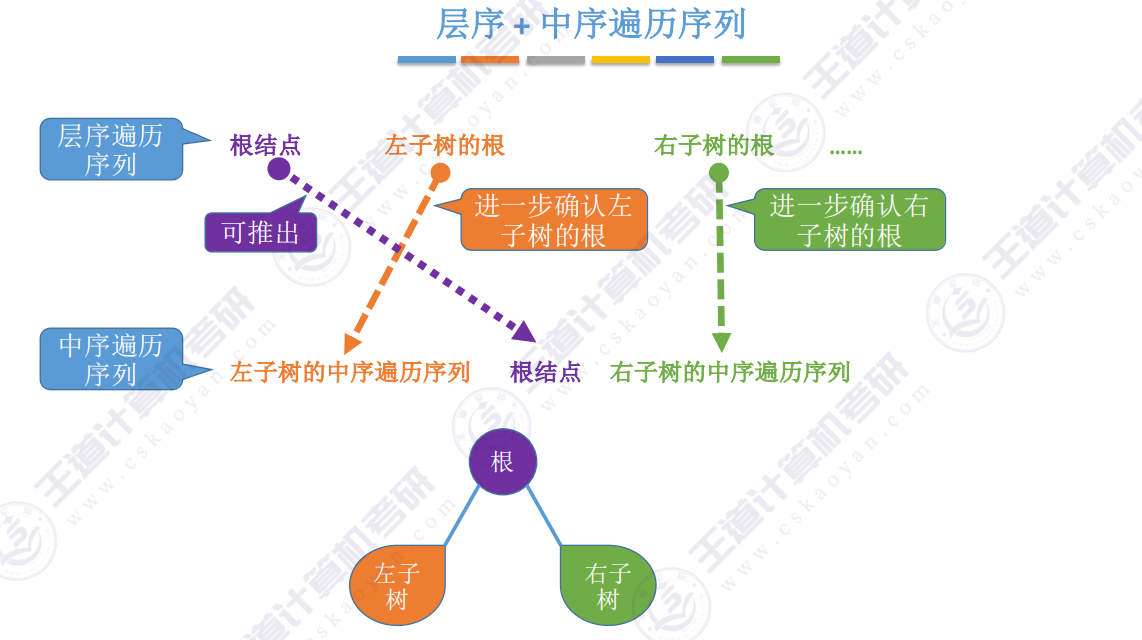 层序 + 中序遍历序列
层序遍历
序列
根结点
左子树的根
右子树的根
……
可推出
进一步确认左
子树的根
进一步确认右
子树的根
中序遍历
序列
左子树的中序遍历序列
根结点
右子树的中序遍历序列
根
左子
树
右子
树
王道计算机考研
www.cskaoyan.com